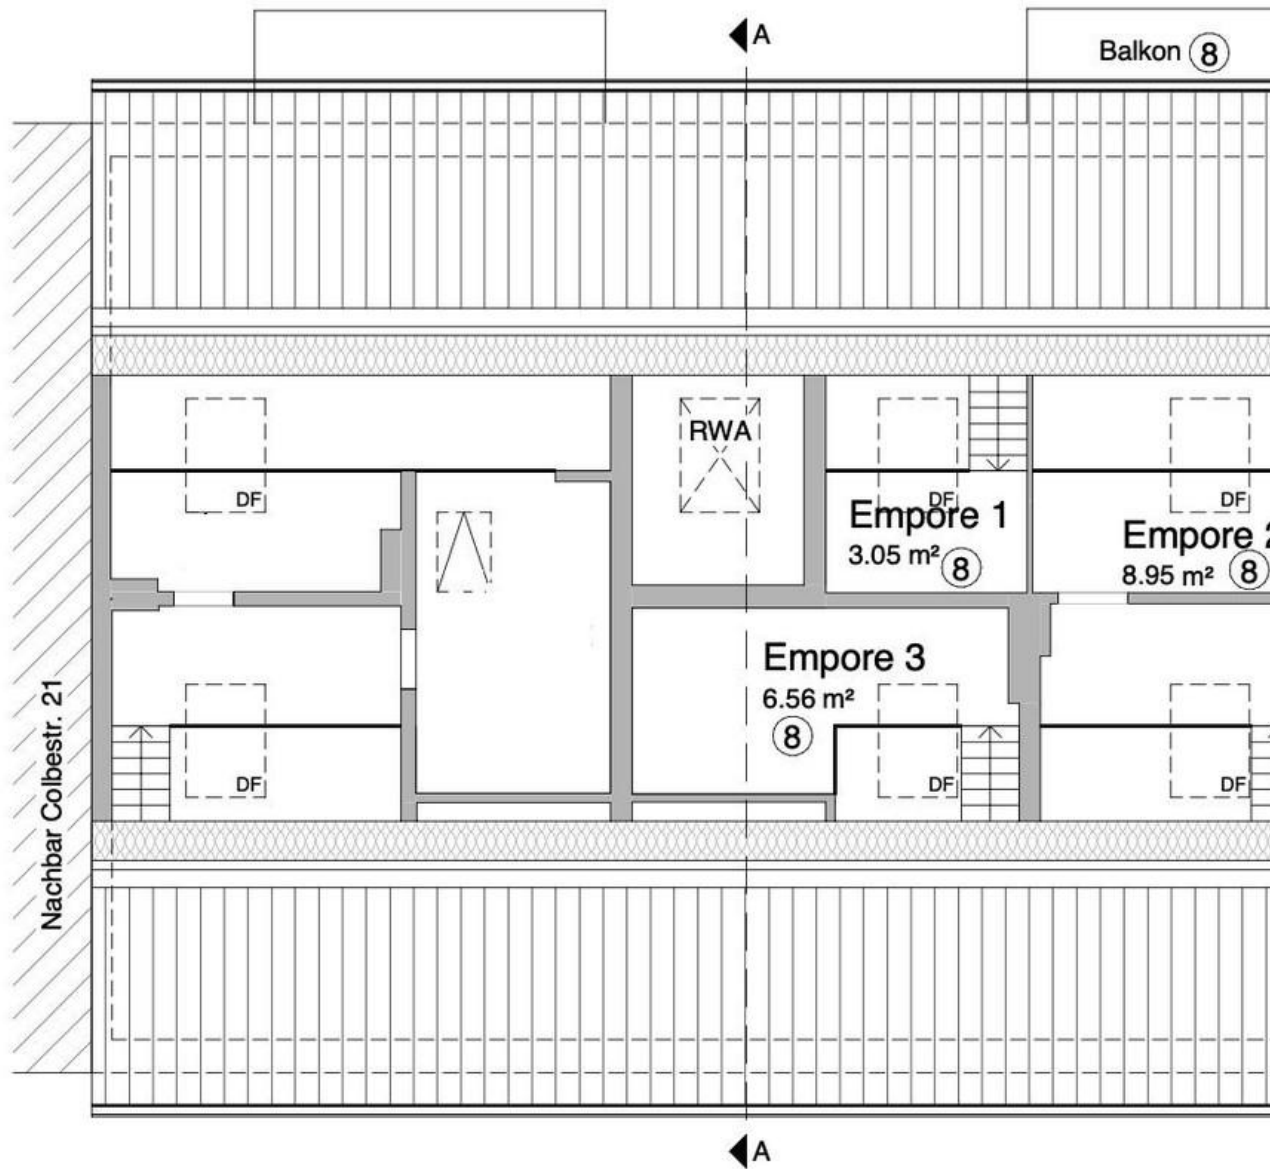 A
Balkon 8
RWA
DF
DF
DF
Empore 1
3.05 m² 8
Empore 2
8.95 m² 8
Empore 3
6.56 m²
8
DF
DF
DF
Nachbar Colbestr. 21
A